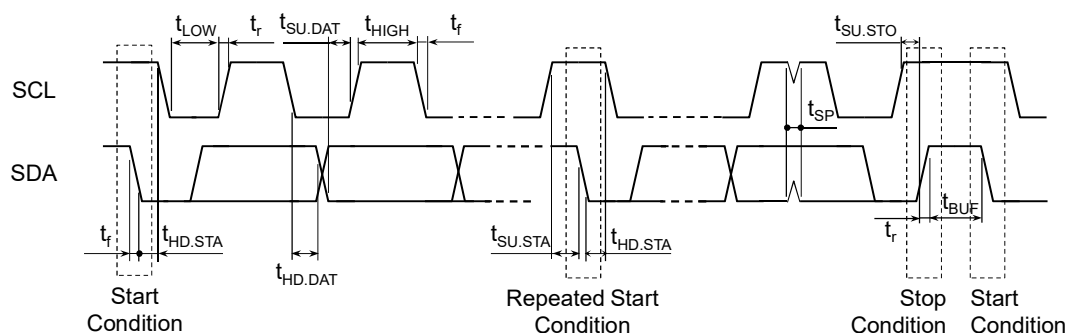 tLOW tr tSU.DAT tHIGH tf tSU.STO
SCL
tSP
SDA
tBUF
tf tHD.STA tSU.STA tHD.STA tr
tHD.DAT
Start Repeated Start Stop Start
Condition Condition Condition Condition